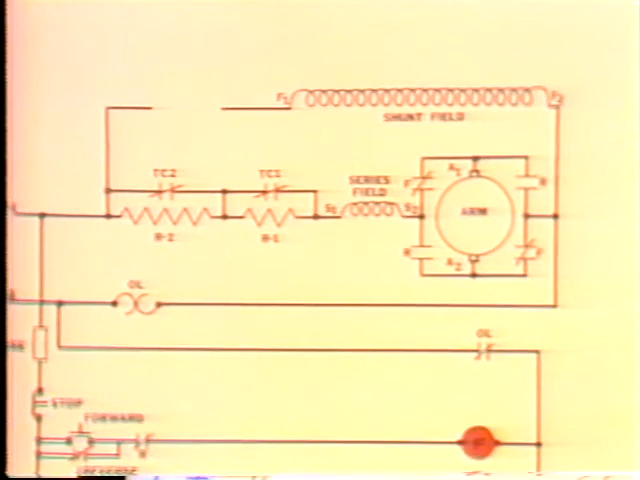 F1
F2
SHUNT FIELD
TC2
TC1
SERIES
FIELD
A1
F
R
S1
S2
ARM
R-2
R-1
R
A2
F
OL
OL
STOP
FORWARD
R
REVERSE